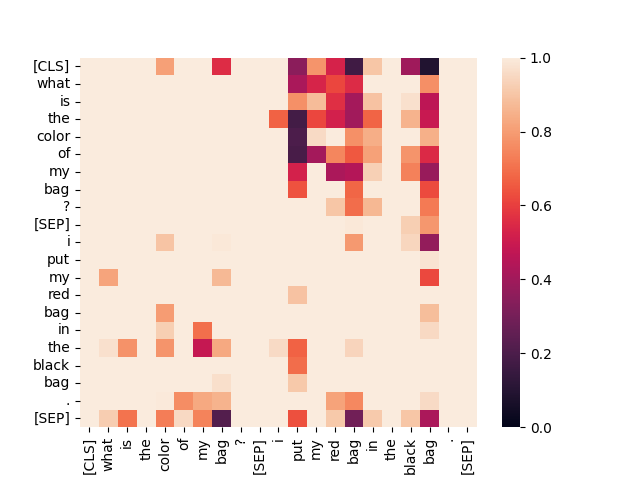 [CLS]
what
is
the
color
of
my
bag
?
[SEP]
i
put
my
red
bag
in
the
black
bag
.
[SEP]
[CLS]
what
is
the
color
of
my
bag
?
[SEP]
i
put
my
red
bag
in
the
black
bag
.
[SEP]
1.0
0.8
0.6
0.4
0.2
0.0